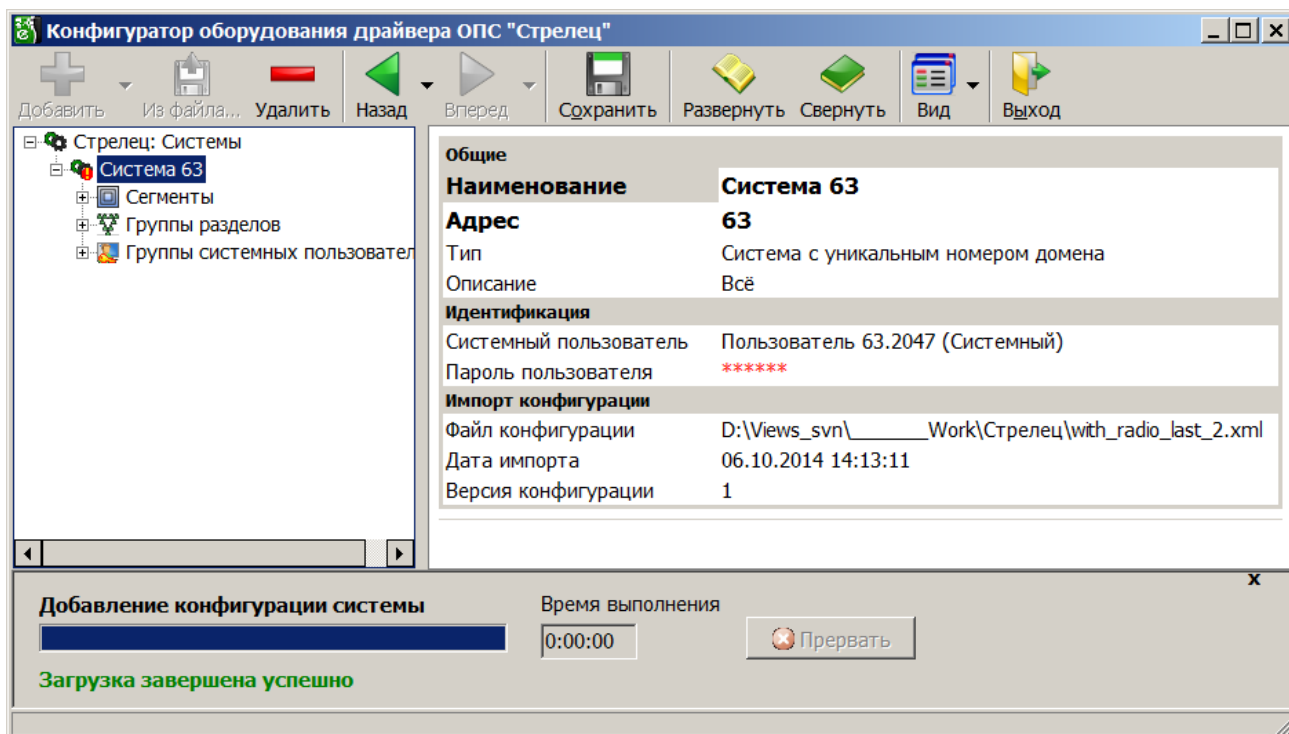 Конфигуратор оборудования драйвера ОПС "Стрелец"
Добавить Из файла... Удалить Назад Вперед Сохранить Развернуть Свернуть Вид Выход
Стрелец: Системы
Система 63
Сегменты
Группы разделов
Группы системных пользовател
Общие
Наименование Система 63
Адрес 63
Тип Система с уникальным номером домена
Описание Всё
Идентификация
Системный пользователь Пользователь 63.2047 (Системный)
Пароль пользователя ******
Импорт конфигурации
Файл конфигурации D:\Views_svn\_______Work\Стрелец\with_radio_last_2.xml
Дата импорта 06.10.2014 14:13:11
Версия конфигурации 1
x
Добавление конфигурации системы Время выполнения
0:00:00 Прервать
Загрузка завершена успешно